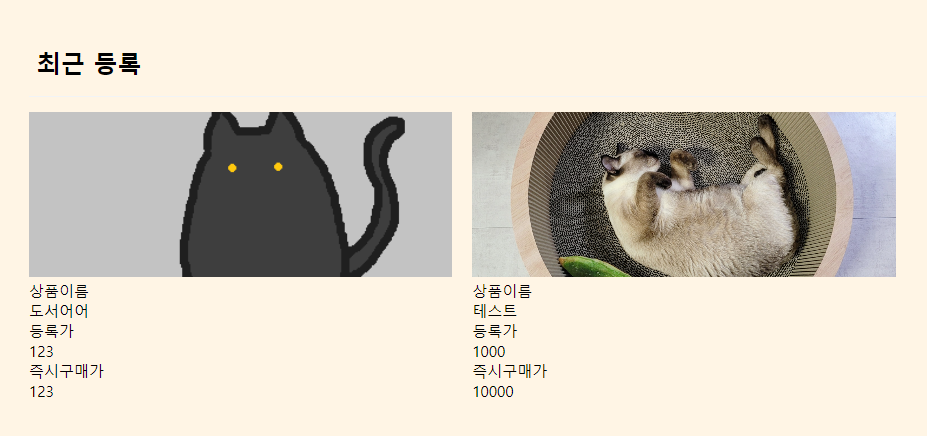 최근 등록
상품이름
도서어어
등록가
123
즉시구매가
123
상품이름
테스트
등록가
1000
즉시구매가
10000